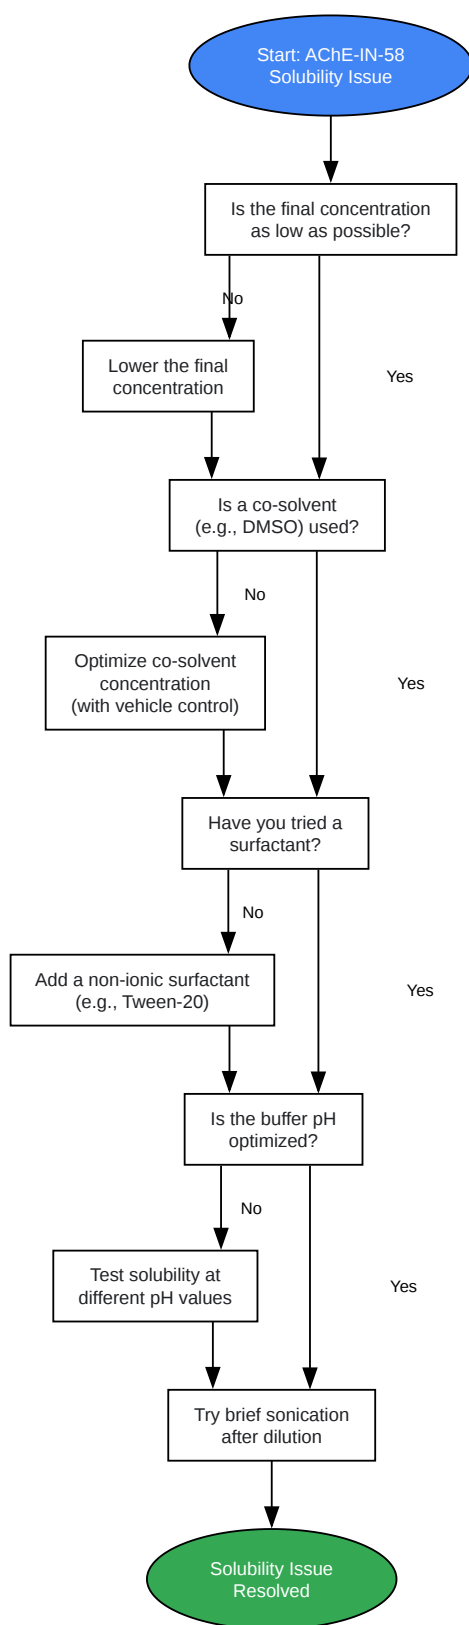 Start: AChE-IN-58
Solubility Issue
Is the final concentration
as low as possible?
No
Lower the final
concentration
Yes
Is a co-solvent
(e.g., DMSO) used?
No
Optimize co-solvent
concentration
(with vehicle control)
Yes
Have you tried a
surfactant?
No
Add a non-ionic surfactant
(e.g., Tween-20)
Yes
Is the buffer pH
optimized?
No
Test solubility at
different pH values
Yes
Try brief sonication
after dilution
Solubility Issue
Resolved